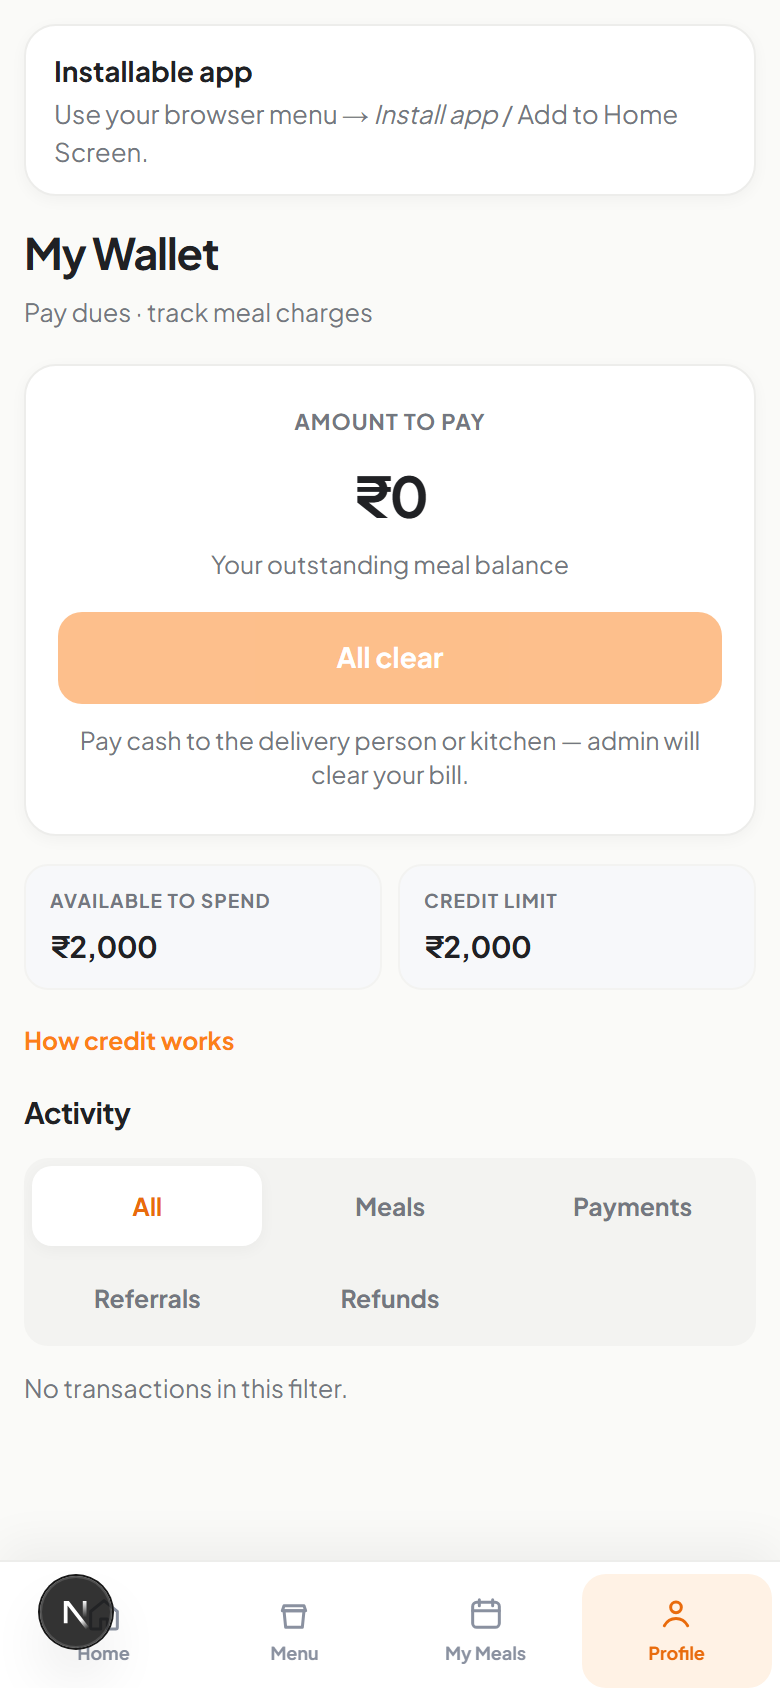 Installable app
Use your browser menu → Install app / Add to Home
Screen.
My Wallet
Pay dues · track meal charges
AMOUNT TO PAY
₹0
Your outstanding meal balance
All clear
Pay cash to the delivery person or kitchen — admin will
clear your bill.
AVAILABLE TO SPEND
₹2,000
CREDIT LIMIT
₹2,000
How credit works
Activity
All
Meals
Payments
Referrals
Refunds
No transactions in this filter.
N
Home
Menu
My Meals
Profile